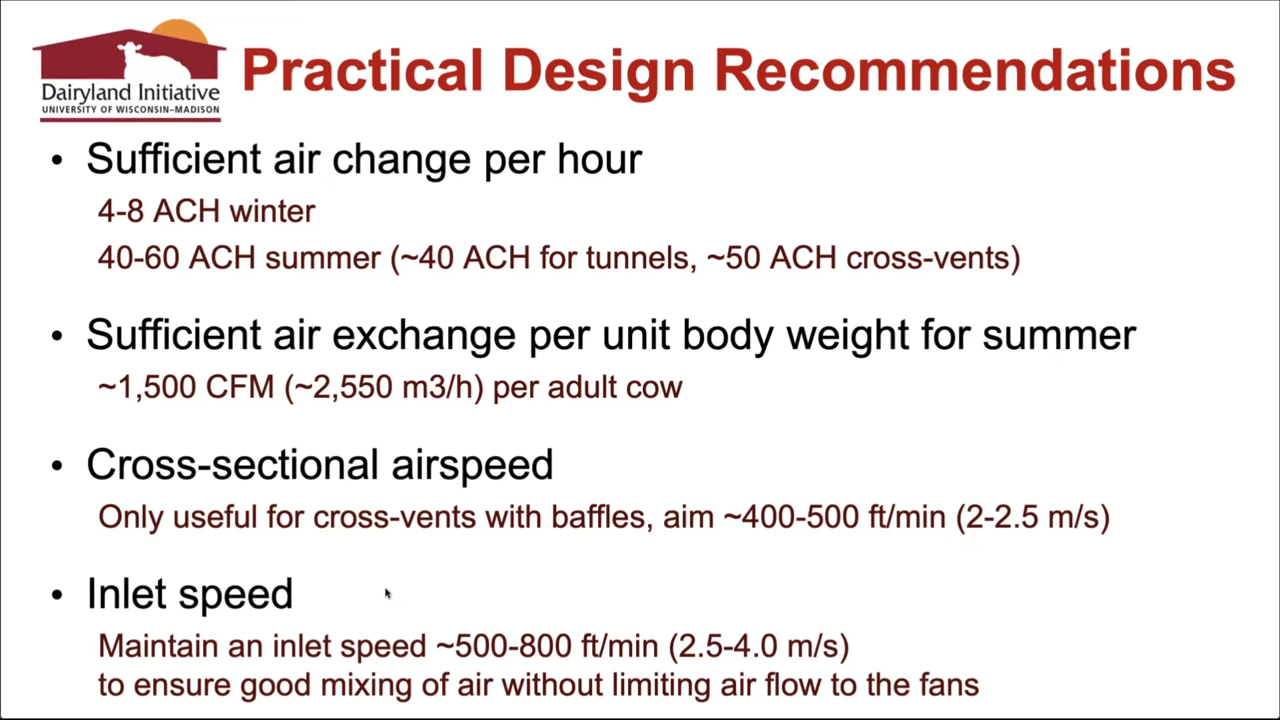 Dairyland Initiative
UNIVERSITY OF WISCONSIN–MADISON
Practical Design Recommendations
• Sufficient air change per hour
4-8 ACH winter
40-60 ACH summer (~40 ACH for tunnels, ~50 ACH cross-vents)
• Sufficient air exchange per unit body weight for summer
~1,500 CFM (~2,550 m3/h) per adult cow
• Cross-sectional airspeed
Only useful for cross-vents with baffles, aim ~400-500 ft/min (2-2.5 m/s)
• Inlet speed
Maintain an inlet speed ~500-800 ft/min (2.5-4.0 m/s)
to ensure good mixing of air without limiting air flow to the fans